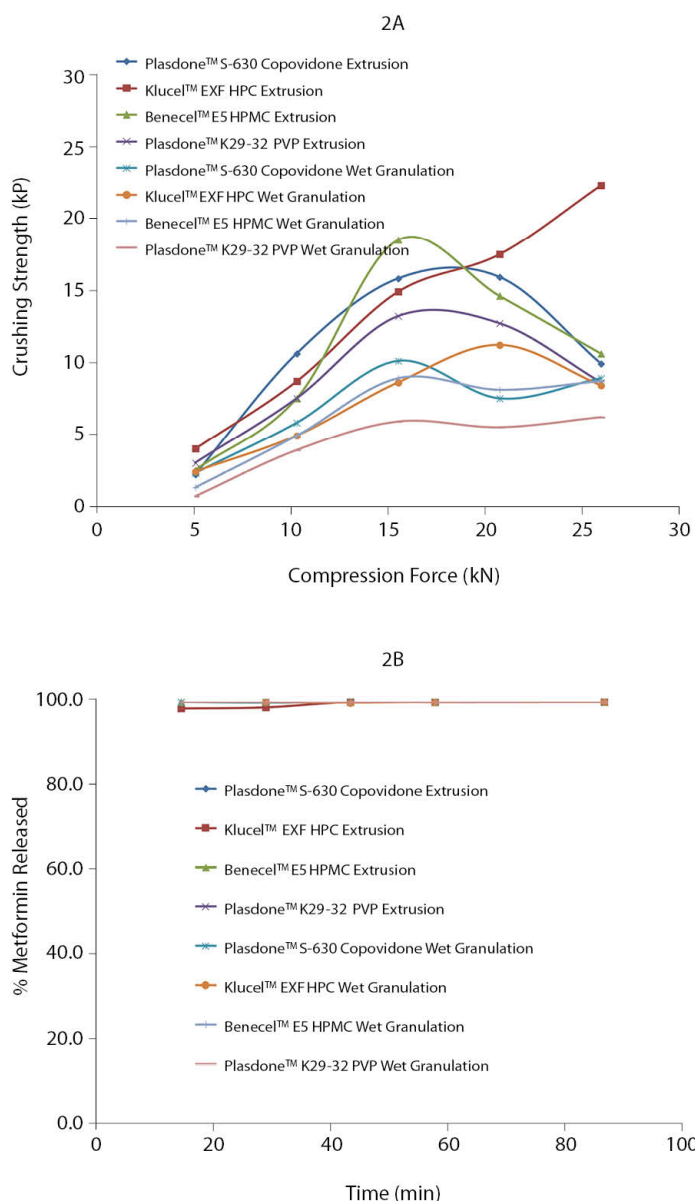 2A
Plasdone™ S-630 Copovidone Extrusion
Klucel™ EXF HPC Extrusion
Benecel™ E5 HPMC Extrusion
Plasdone™ K29-32 PVP Extrusion
Plasdone™ S-630 Copovidone Wet Granulation
Klucel™ EXF HPC Wet Granulation
Benecel™ E5 HPMC Wet Granulation
Plasdone™ K29-32 PVP Wet Granulation
30
25
20
15
10
5
0
Crushing Strength (kP)
0 5 10 15 20 25 30
Compression Force (kN)
2B
100.0
80.0
60.0
40.0
20.0
0.0
% Metformin Released
Plasdone™ S-630 Copovidone Extrusion
Klucel™ EXF HPC Extrusion
Benecel™ E5 HPMC Extrusion
Plasdone™ K29-32 PVP Extrusion
Plasdone™ S-630 Copovidone Wet Granulation
Klucel™ EXF HPC Wet Granulation
Benecel™ E5 HPMC Wet Granulation
Plasdone™ K29-32 PVP Wet Granulation
0 20 40 60 80 100
Time (min)